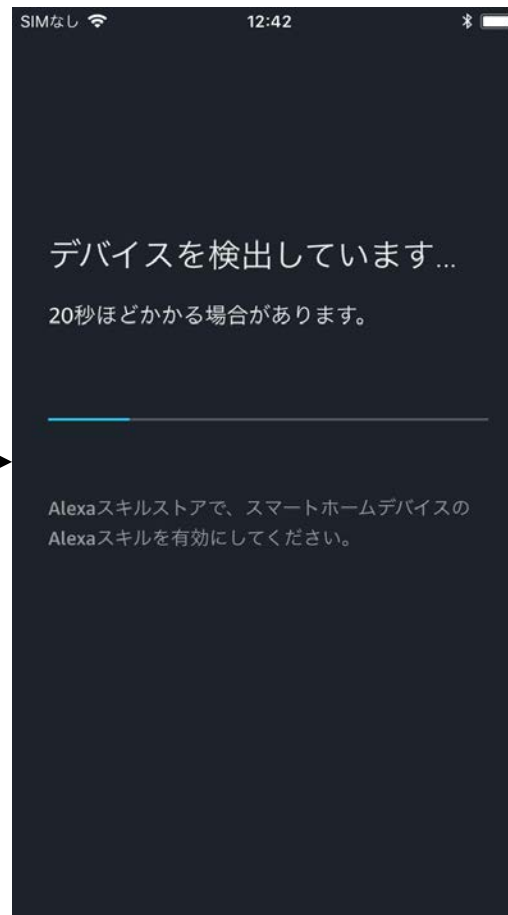 SIMなし 12:42
デバイスを検出しています...
20秒ほどかかる場合があります。
Alexaスキルストアで、スマートホームデバイスの
Alexaスキルを有効にしてください。